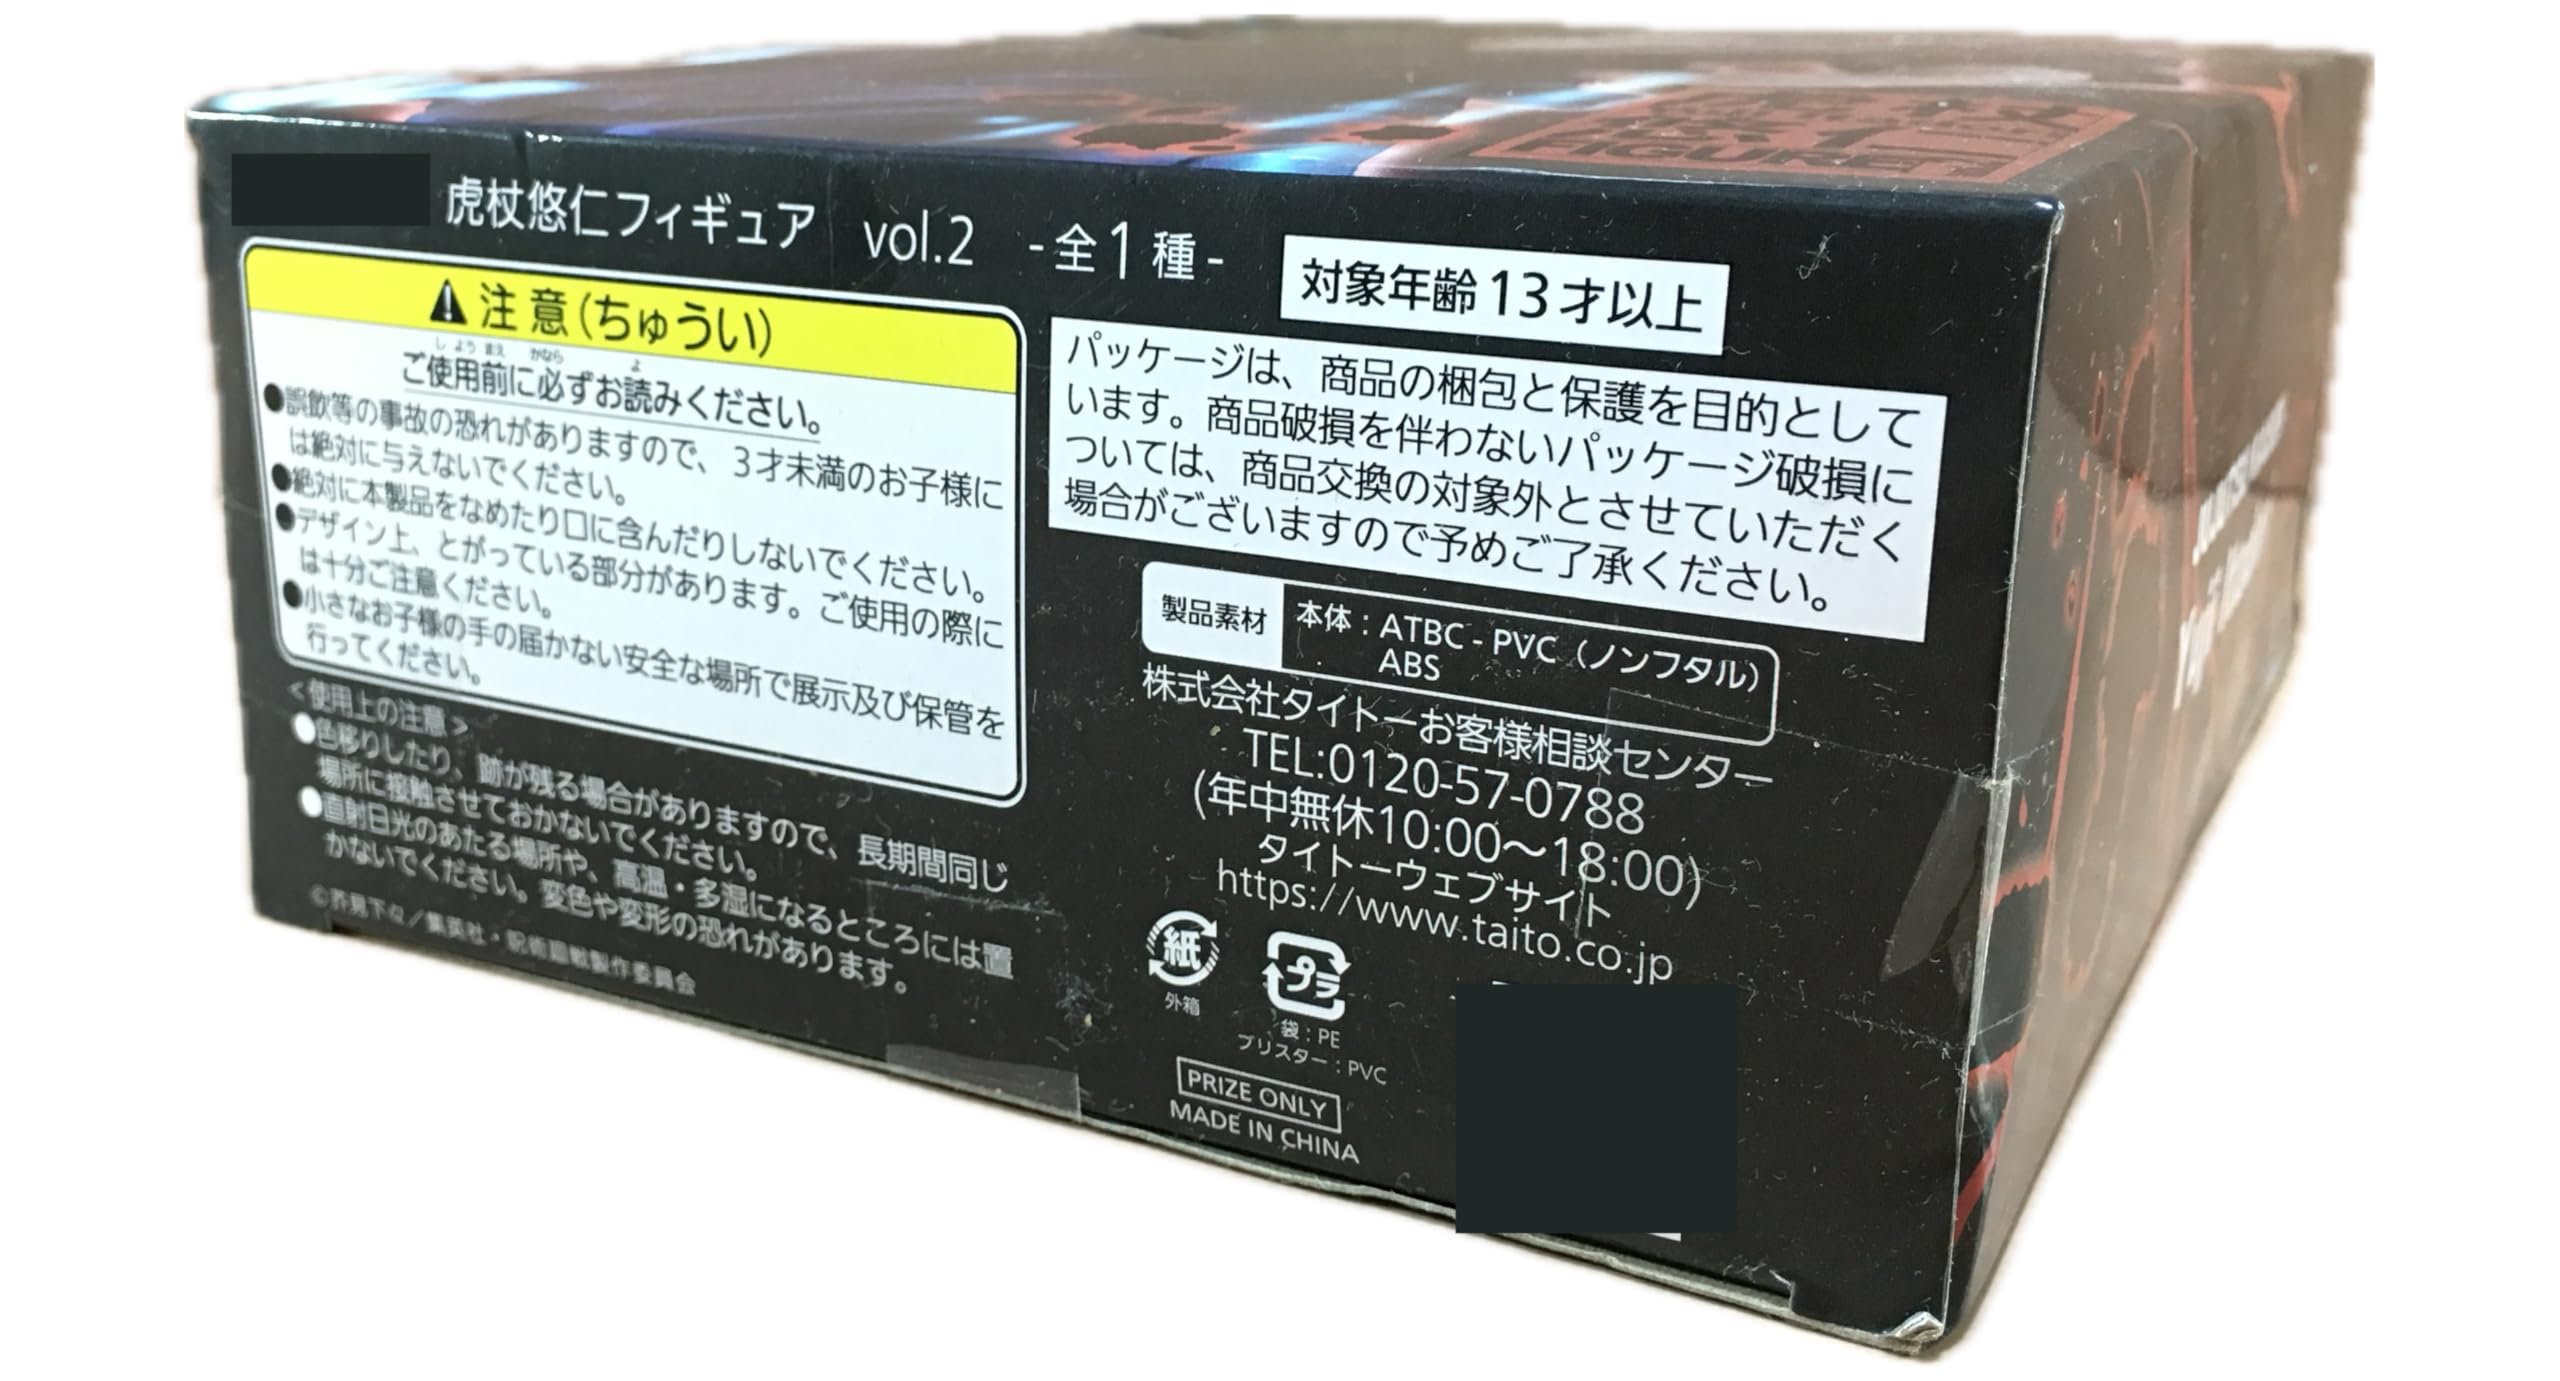 虎杖悠仁フィギュア　vol.2　-全1種-
対象年齢13才以上
注意(ちゅうい)
ご使用前に必ずお読みください。
●誤飲等の事故の恐れがありますので、3才未満のお子様に
は絶対に与えないでください。
●絶対に本製品をなめたり口に含んだりしないでください。
●デザイン上、とがっている部分があります。ご使用の際に
は十分ご注意ください。
●小さなお子様の手の届かない安全な場所で展示及び保管を
行ってください。
<使用上の注意>
●色移りしたり、跡が残る場合がありますので、長期間同じ
場所に接触させておかないでください。
●直射日光のあたる場所や、高温・多湿になるところには置
かないでください。変色や変形の恐れがあります。
©芥見下々／集英社・呪術廻戦製作委員会
パッケージは、商品の梱包と保護を目的として
います。商品破損を伴わないパッケージ破損に
ついては、商品交換の対象外とさせていただく
場合がございますので予めご了承ください。
製品素材 本体：ATBC-PVC（ノンフタル）
ABS
株式会社タイトーお客様相談センター
TEL:0120-57-0788
(年中無休10:00～18:00)
タイトーウェブサイト
https://www.taito.co.jp
紙
外箱
プラ
袋：PE
ブリスター：PVC
PRIZE ONLY
MADE IN CHINA
FIGURE